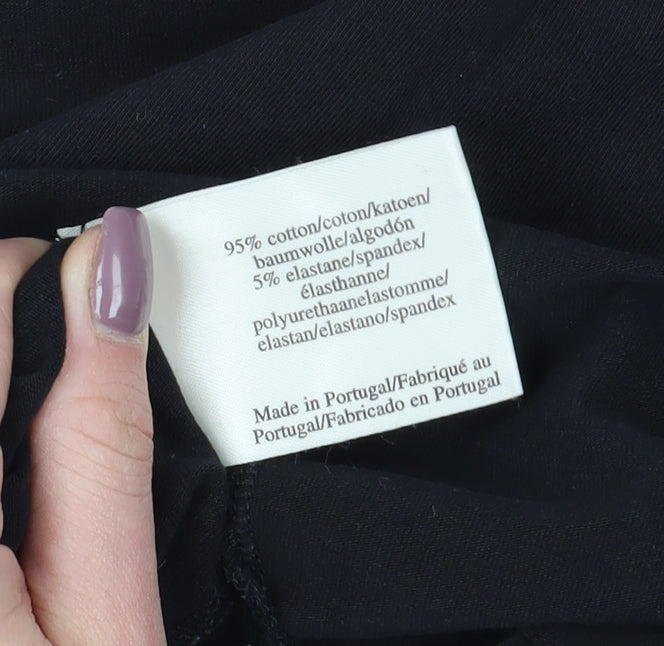 95% cotton/coton/katoen/
baumwolle/algodón
5% elastane/spandex/
élasthanne/
polyurethaanelastomme/
elastan/elastano/spandex
Made in Portugal/Fabriqué au
Portugal/Fabricado en Portugal